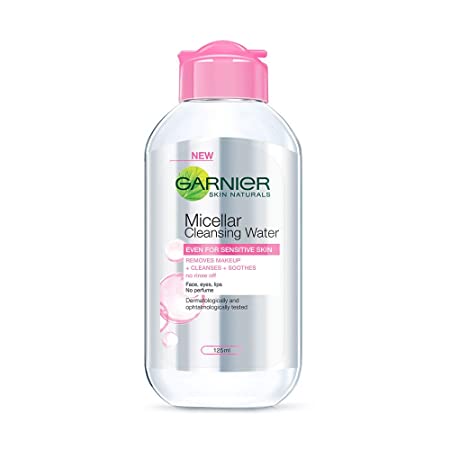 NEW
GARNIER
SKIN NATURALS
Micellar
Cleansing Water
EVEN FOR SENSITIVE SKIN
REMOVES MAKEUP
+ CLEANSES + SOOTHES
no rinse off
Face, eyes, lips
No perfume
Dermatologically and
ophtalmologically tested
125ml